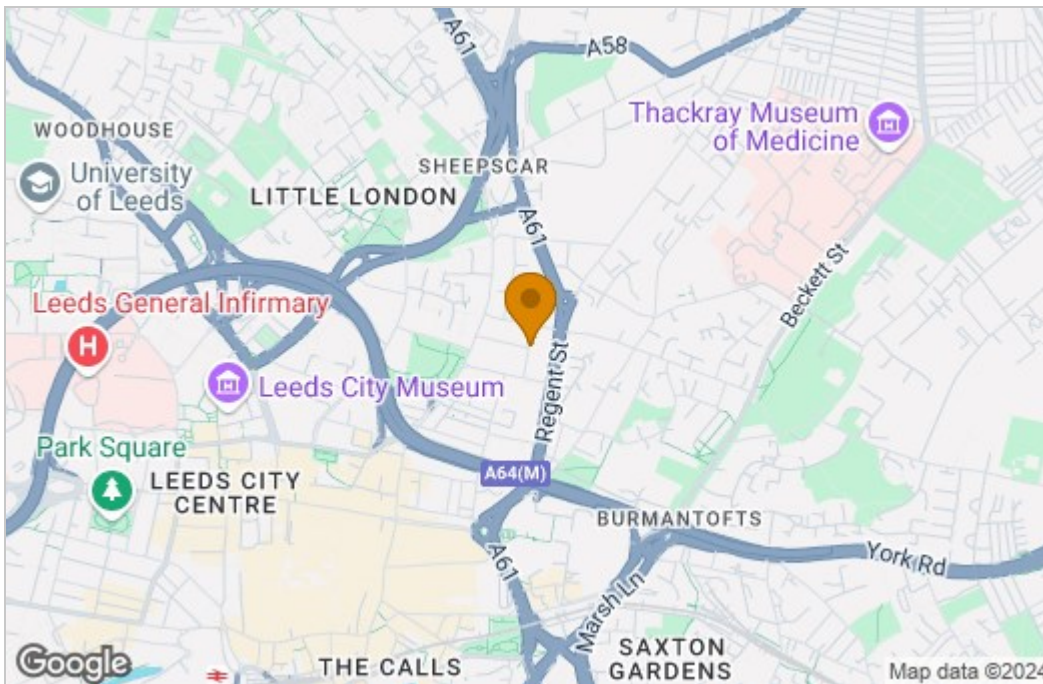 A61
A58
Thackray Museum
of Medicine
WOODHOUSE
University
of Leeds
SHEEPSCAR
LITTLE LONDON
A61
Beckett St
Leeds General Infirmary
H
Leeds City Museum
Regent St
Park Square
LEEDS CITY
CENTRE
A64(M)
BURMANTOFTS
York Rd
A61
Marsh Ln
SAXTON
GARDENS
THE CALLS
Google
Map data ©2024